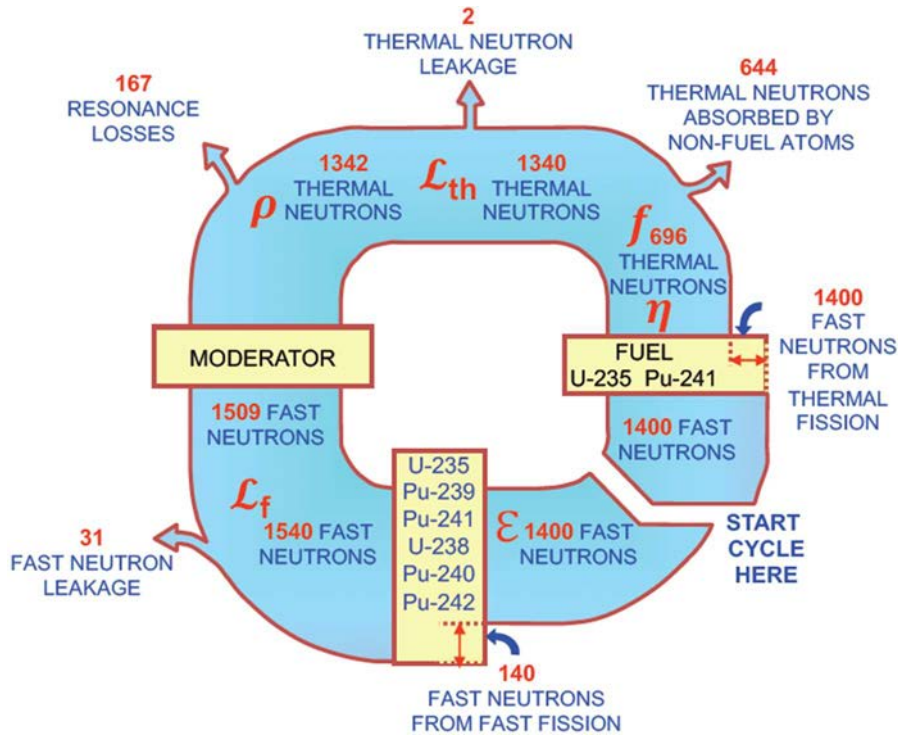 2
THERMAL NEUTRON
LEAKAGE
167
RESONANCE
LOSSES
644
THERMAL NEUTRONS
ABSORBED BY
NON-FUEL ATOMS
ρ
1342
THERMAL
NEUTRONS
ℒth
1340
THERMAL
NEUTRONS
f
696
THERMAL
NEUTRONS
η
1400
FAST
NEUTRONS
FROM
THERMAL
FISSION
MODERATOR
FUEL
U-235 Pu-241
1509 FAST
NEUTRONS
1400 FAST
NEUTRONS
ℒf
1540 FAST
NEUTRONS
U-235
Pu-239
Pu-241
U-238
Pu-240
Pu-242
ℰ
1400 FAST
NEUTRONS
START
CYCLE
HERE
31
FAST NEUTRON
LEAKAGE
140
FAST NEUTRONS
FROM FAST FISSION